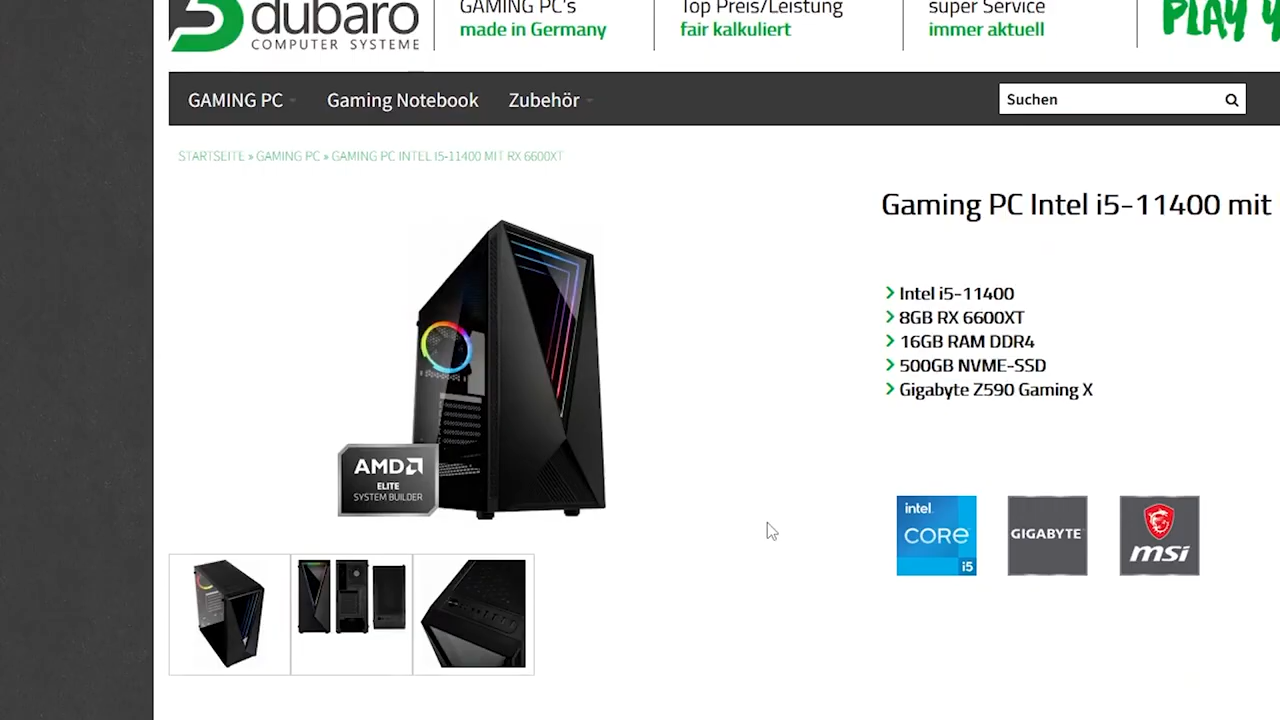 dubaro
COMPUTER SYSTEME
GAMING PC's
made in Germany
Top Preis/Leistung
fair kalkuliert
super Service
immer aktuell
PLAY
GAMING PC
Gaming Notebook
Zubehör
Suchen
STARTSEITE » GAMING PC » GAMING PC INTEL I5-11400 MIT RX 6600XT
Gaming PC Intel i5-11400 mit
Intel i5-11400
8GB RX 6600XT
16GB RAM DDR4
500GB NVME-SSD
Gigabyte Z590 Gaming X
AMD
ELITE
SYSTEM BUILDER
intel
CORE
i5
GIGABYTE
msi